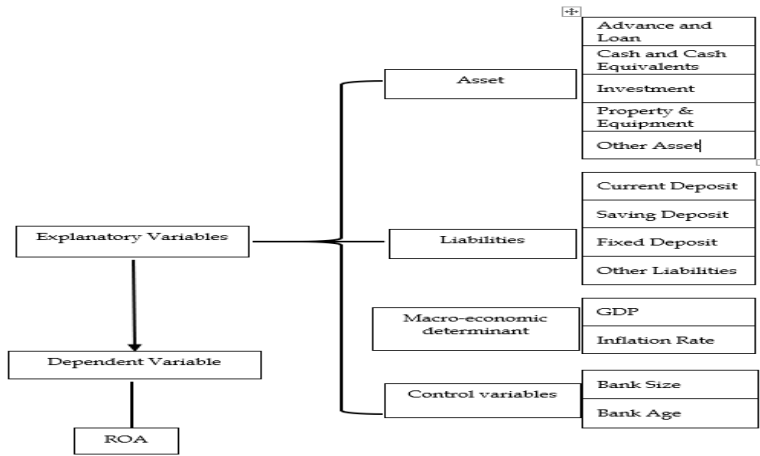 Advance and
Loan
Cash and Cash
Equivalents
Investment
Property &
Equipment
Other Asset
Asset
Current Deposit
Saving Deposit
Fixed Deposit
Other Liabilities
Explanatory Variables
Liabilities
GDP
Inflation Rate
Macro-economic
determinant
Dependent Variable
Bank Size
Bank Age
Control variables
ROA